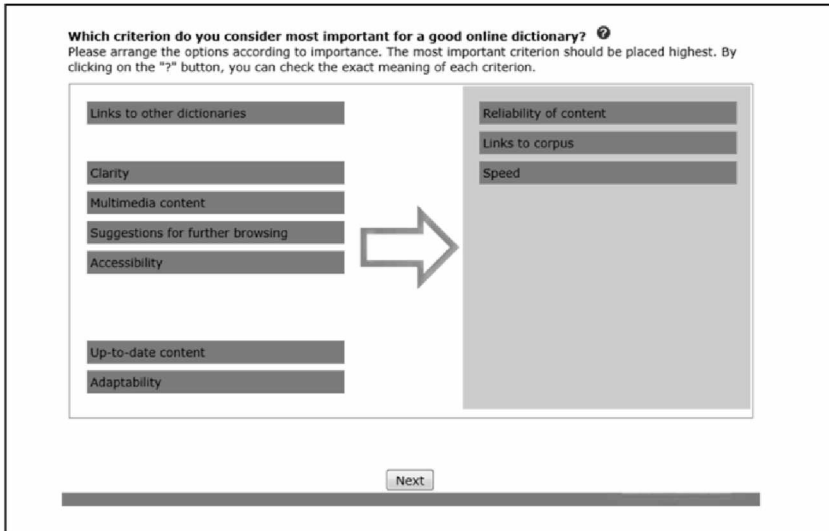 Which criterion do you consider most important for a good online dictionary? ?
Please arrange the options according to importance. The most important criterion should be placed highest. By
clicking on the "?" button, you can check the exact meaning of each criterion.
Links to other dictionaries
Clarity
Multimedia content
Suggestions for further browsing
Accessibility
Up-to-date content
Adaptability
Reliability of content
Links to corpus
Speed
Next